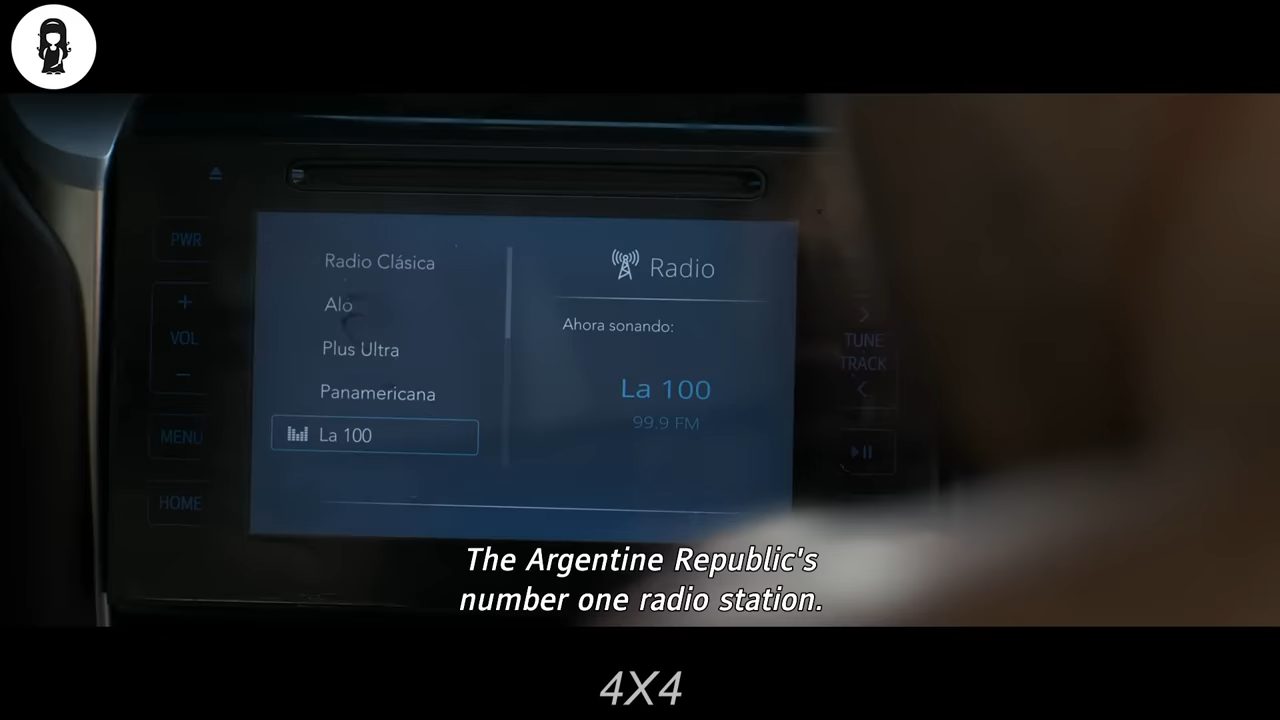 PWR
+
VOL
−
MENU
HOME
Radio Clásica
Alo
Plus Ultra
Panamericana
La 100
Radio
Ahora sonando:
La 100
99.9 FM
TUNE
TRACK
The Argentine Republic's
number one radio station.
4X4